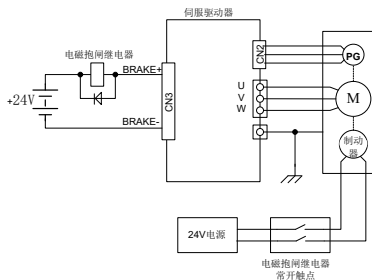 伺服驱动器
电磁抱闸继电器
BRAKE+
CN2
PG
+24V
CN3
U
V
W
M
BRAKE-
制动
器
24V电源
电磁抱闸继电器
常开触点